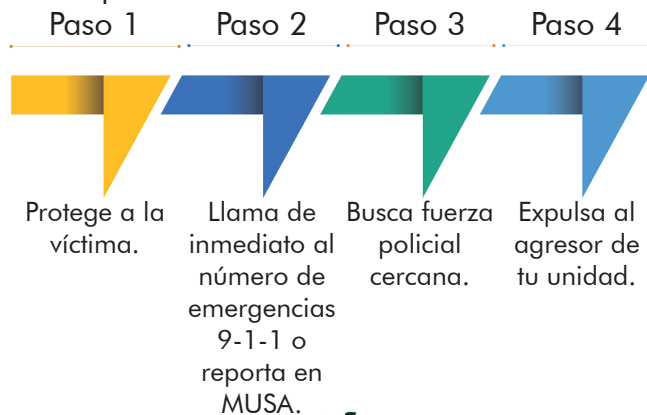 Paso 1
Paso 2
Paso 3
Paso 4
Protege a la
víctima.
Llama de
inmediato al
número de
emergencias
9-1-1 o
reporta en
MUSA.
Busca fuerza
policial
cercana.
Expulsa al
agresor de
tu unidad.